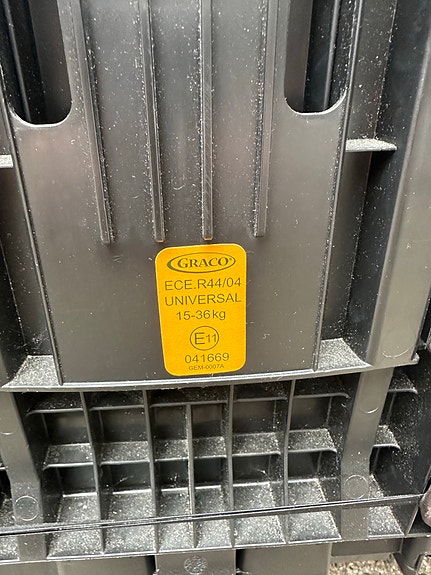 GRACO®
ECE.R44/04
UNIVERSAL
15-36kg
E11
041669
GEM-0007A